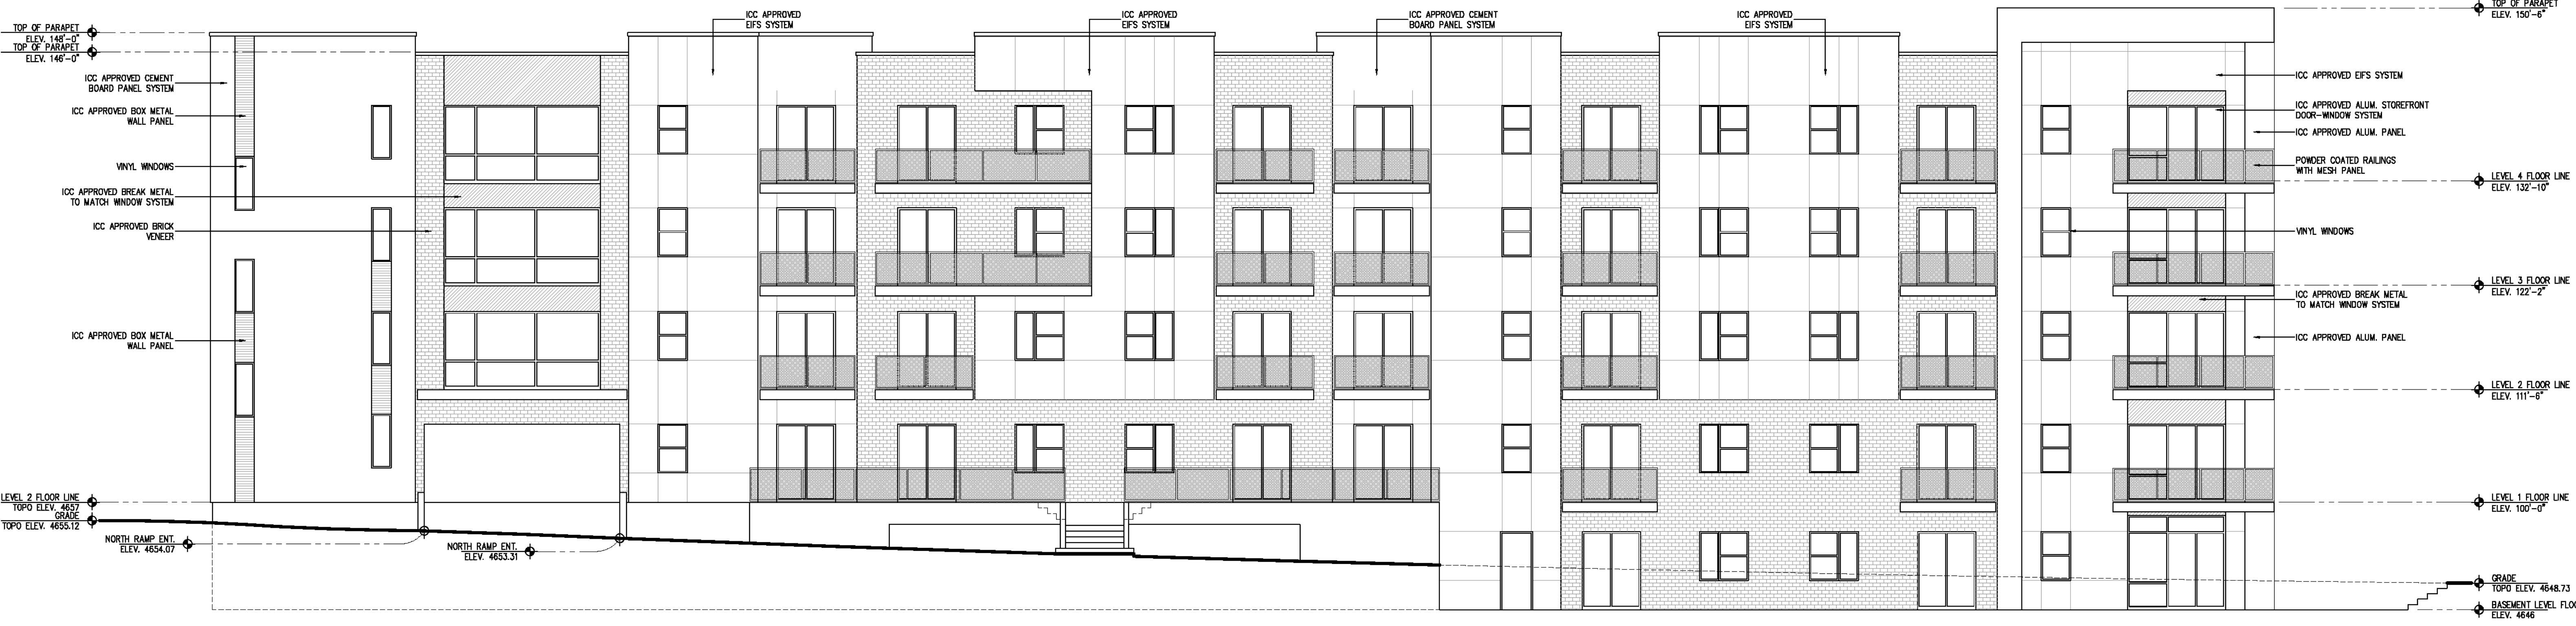 TOP OF PARAPET
ELEV. 148'-0"
TOP OF PARAPET
ELEV. 146'-0"
ICC APPROVED CEMENT
BOARD PANEL SYSTEM
ICC APPROVED BOX METAL
WALL PANEL
VINYL WINDOWS
ICC APPROVED BREAK METAL
TO MATCH WINDOW SYSTEM
ICC APPROVED BRICK
VENEER
ICC APPROVED BOX METAL
WALL PANEL
LEVEL 2 FLOOR LINE
TOPO ELEV. 4657
GRADE
TOPO ELEV. 4655.12
NORTH RAMP ENT.
ELEV. 4654.07
NORTH RAMP ENT.
ELEV. 4653.31
ICC APPROVED
EIFS SYSTEM
ICC APPROVED
EIFS SYSTEM
ICC APPROVED CEMENT
BOARD PANEL SYSTEM
ICC APPROVED
EIFS SYSTEM
TOP OF PARAPET
ELEV. 150'-6"
ICC APPROVED EIFS SYSTEM
ICC APPROVED ALUM. STOREFRONT
DOOR-WINDOW SYSTEM
ICC APPROVED ALUM. PANEL
POWDER COATED RAILINGS
WITH MESH PANEL
LEVEL 4 FLOOR LINE
ELEV. 132'-10"
VINYL WINDOWS
LEVEL 3 FLOOR LINE
ELEV. 122'-2"
ICC APPROVED BREAK METAL
TO MATCH WINDOW SYSTEM
ICC APPROVED ALUM. PANEL
LEVEL 2 FLOOR LINE
ELEV. 111'-6"
LEVEL 1 FLOOR LINE
ELEV. 100'-0"
GRADE
TOPO ELEV. 4648.73
BASEMENT LEVEL FLOO
ELEV. 4646